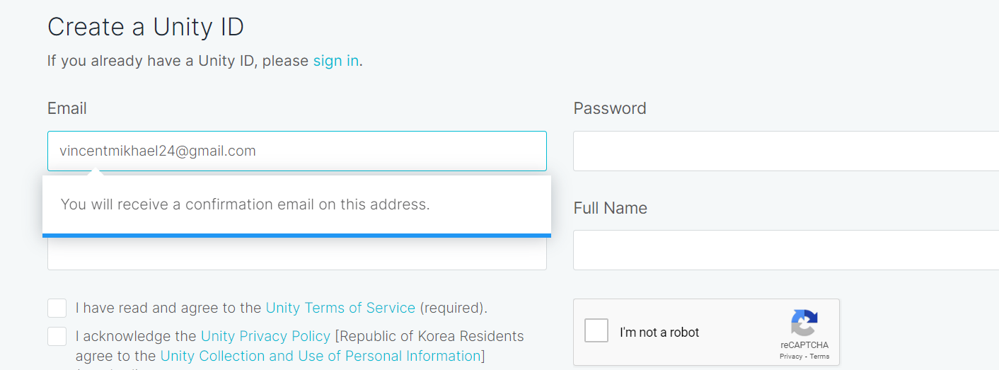 Create a Unity ID
If you already have a Unity ID, please sign in.
Email
Password
vincentmikhael24@gmail.com
You will receive a confirmation email on this address.
Full Name
I have read and agree to the Unity Terms of Service (required).
I acknowledge the Unity Privacy Policy [Republic of Korea Residents
agree to the Unity Collection and Use of Personal Information]
I'm not a robot
reCAPTCHA
Privacy - Terms